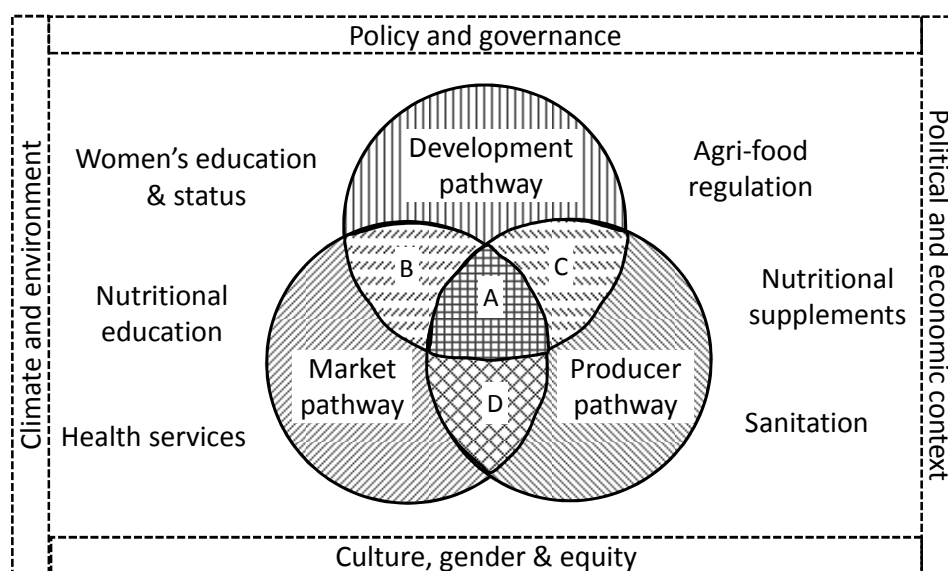 Policy and governance
Climate and environment
Political and economic context
Women's education
& status
Development
pathway
Agri-food
regulation
B
C
A
Nutritional
education
Nutritional
supplements
Market
pathway
D
Producer
pathway
Health services
Sanitation
Culture, gender & equity